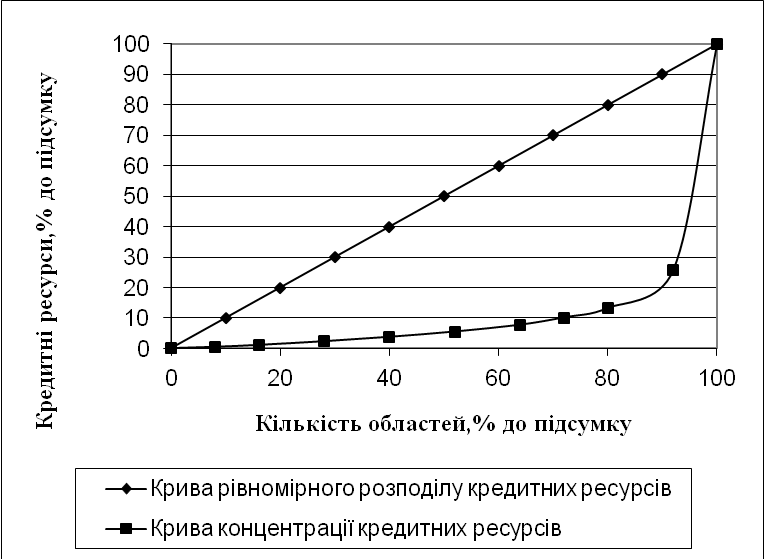 Кредитні ресурси,% до підсумку
100
90
80
70
60
50
40
30
20
10
0
0 20 40 60 80 100
Кількість областей,% до підсумку
Крива рівномірного розподілу кредитних ресурсів
Крива концентрації кредитних ресурсів